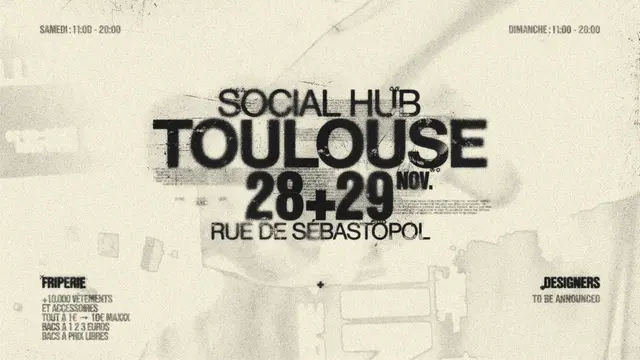 SAMEDI : 11:00 - 20:00
DIMANCHE : 11:00 - 20:00
SOCIAL HUB
TOULOUSE
28+29 NOV.
RUE DE SÉBASTOPOL
FRIPERIE
+10.000 VÊTEMENTS
ET ACCESSOIRES
TOUT À 1€ → 10€ MAXXX
BACS À 1 2 3 EUROS
BACS À PRIX LIBRES
DESIGNERS
TO BE ANNOUNCED